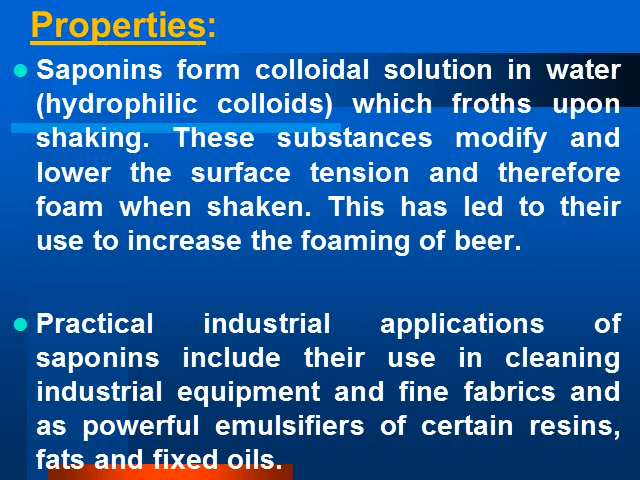 Properties:
Saponins form colloidal solution in water
(hydrophilic colloids) which froths upon
shaking. These substances modify and
lower the surface tension and therefore
foam when shaken. This has led to their
use to increase the foaming of beer.
Practical industrial applications of
saponins include their use in cleaning
industrial equipment and fine fabrics and
as powerful emulsifiers of certain resins,
fats and fixed oils.